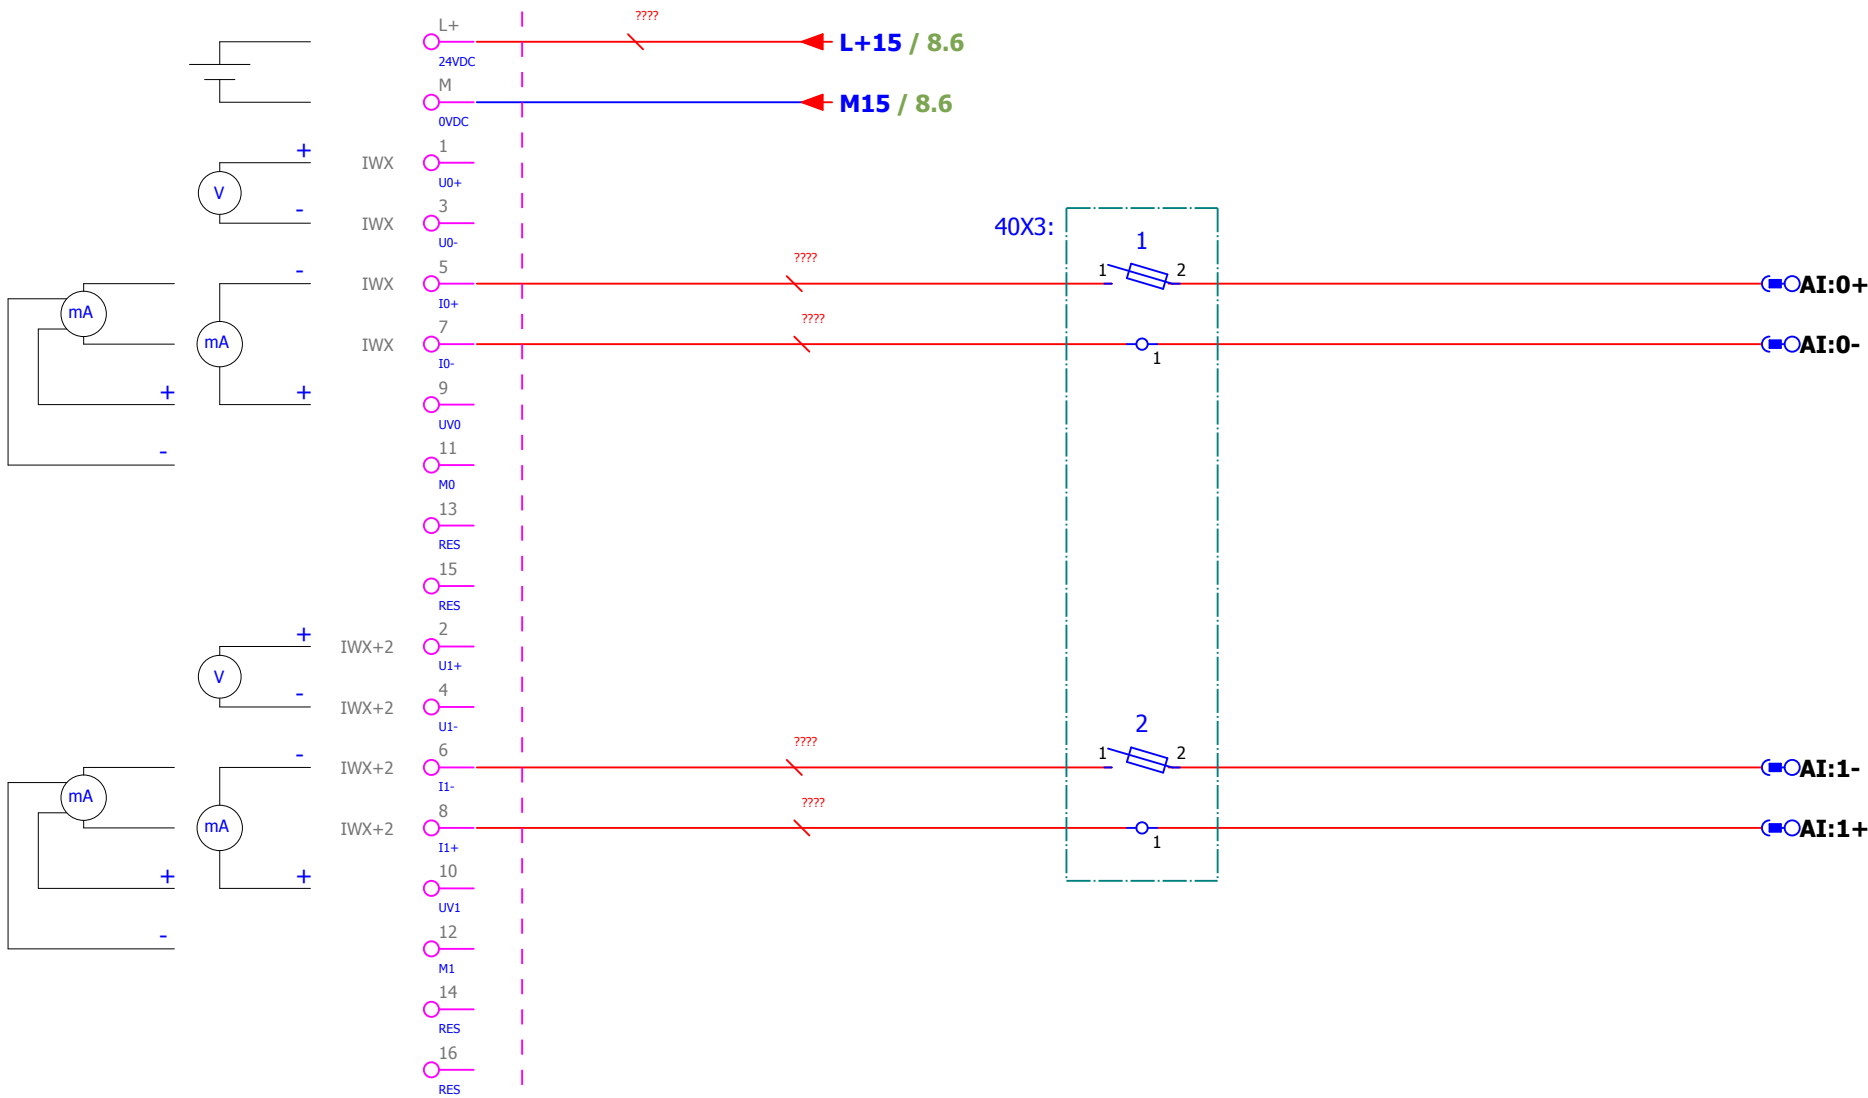 L+
????
L+15 / 8.6
24VDC
M
M15 / 8.6
0VDC
+
V
-
IWX
1
U0+
IWX
3
U0-
40X3:
mA
-
mA
+
+
-
IWX
5
I0+
????
1
1
2
AI:0+
IWX
7
I0-
????
1
AI:0-
9
UV0
11
M0
13
RES
15
RES
+
V
-
IWX+2
2
U1+
IWX+2
4
U1-
mA
-
mA
+
+
-
IWX+2
6
I1-
????
2
1
2
AI:1-
IWX+2
8
I1+
????
1
AI:1+
10
UV1
12
M1
14
RES
16
RES